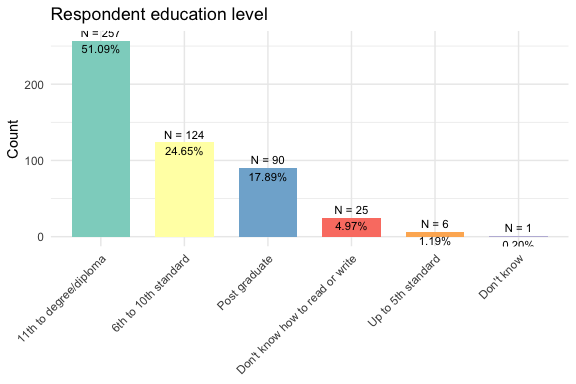 Respondent education level
N = 257
51.09%
N = 124
24.65%
N = 90
17.89%
N = 25
4.97%
N = 6
1.19%
N = 1
0.20%
Count
200
100
0
11th to degree/diploma
6th to 10th standard
Post graduate
Don't know how to read or write
Up to 5th standard
Don't know